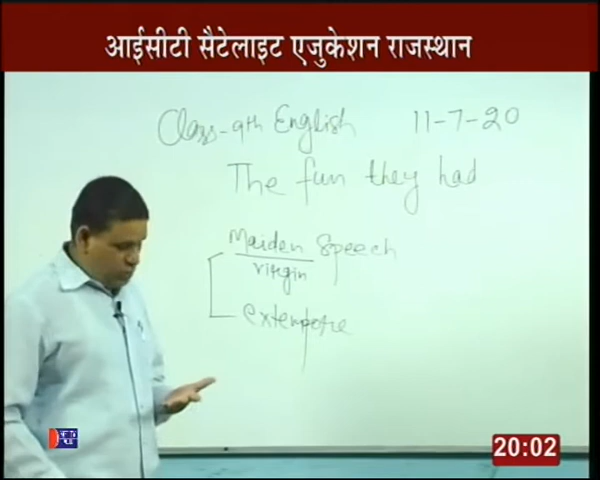 आईसीटी सैटेलाइट एजुकेशन राजस्थान
Class-9th English 11-7-20
The fun they had
Maiden Speech
virgin
extempore
20:02